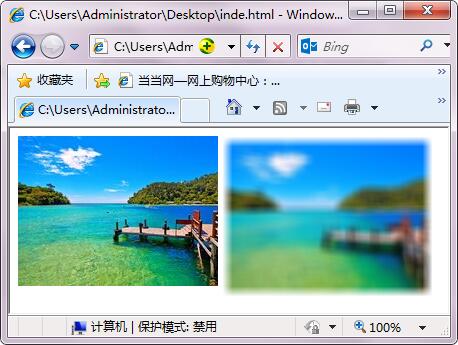 C:\Users\Administrator\Desktop\inde.html - Window...
C:\Users\Adm
Bing
收藏夹
当当网—网上购物中心：...
C:\Users\Administrato...
计算机 | 保护模式: 禁用
100%